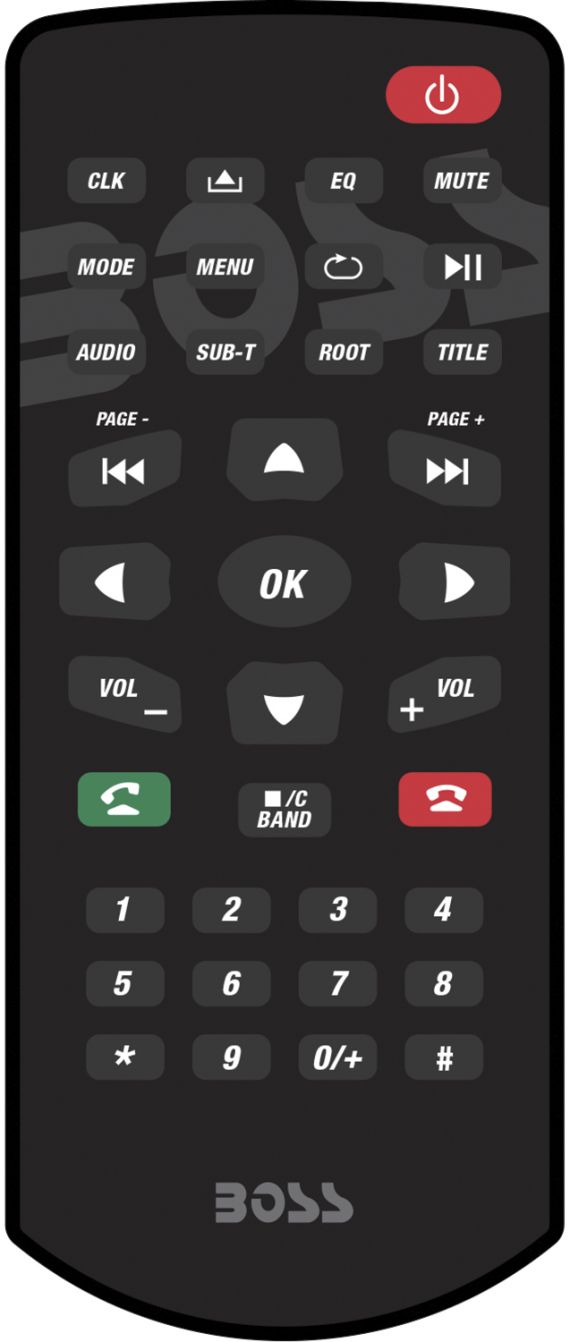 BOSS
CLK EQ MUTE
MODE MENU
AUDIO SUB-T ROOT TITLE
PAGE - PAGE +
OK
VOL - + VOL
■/C
BAND
1 2 3 4
5 6 7 8
* 9 0/+ #
BOSS